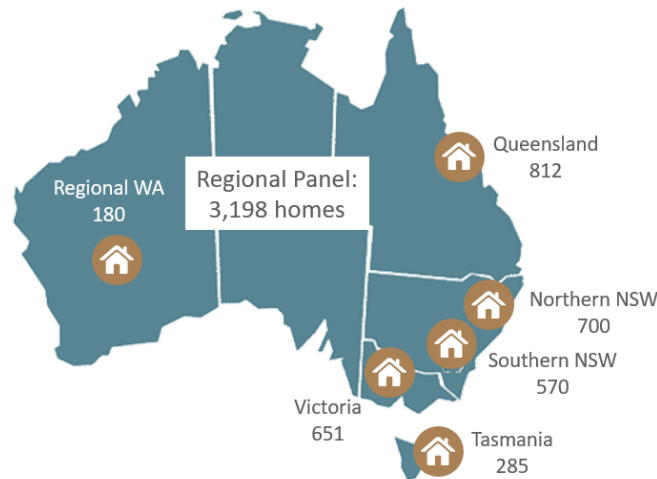 Queensland
812
Regional Panel:
3,198 homes
Regional WA
180
Northern NSW
700
Southern NSW
570
Victoria
651
Tasmania
285